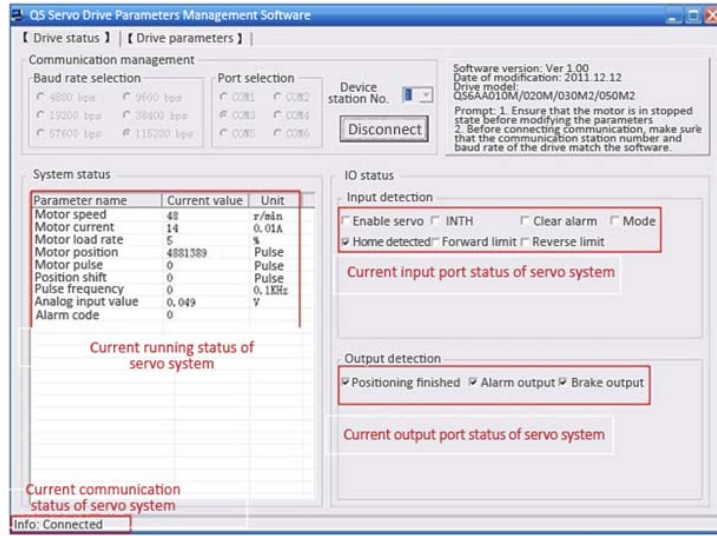 QS Servo Drive Parameters Management Software
【 Drive status 】 | 【 Drive parameters 】 |
Communication management
Baud rate selection
4800 bps 9600 bps
19200 bps 38400 bps
57600 bps 115200 bps
Port selection
COM1 COM2
COM3 COM4
COM5 COM6
Device
station No.
Disconnect
Software version: Ver 1.00
Date of modification: 2011.12.12
Drive model:
QS6AA010M/020M/030M2/050M2
Prompt: 1. Ensure that the motor is in stopped
state before modifying the parameters
2. Before connecting communication, make sure
that the communication station number and
baud rate of the drive match the software.
System status
Parameter name Current value Unit
Motor speed 48 r/min
Motor current 14 0.01A
Motor load rate 5 %
Motor position 4881389 Pulse
Motor pulse 0 Pulse
Position shift 0 Pulse
Pulse frequency 0 0.1KHz
Analog input value 0.049 V
Alarm code 0
Current running status of
servo system
IO status
Input detection
Enable servo INTH Clear alarm Mode
Home detected Forward limit Reverse limit
Current input port status of servo system
Output detection
Positioning finished Alarm output Brake output
Current output port status of servo system
Current communication
status of servo system
Info: Connected